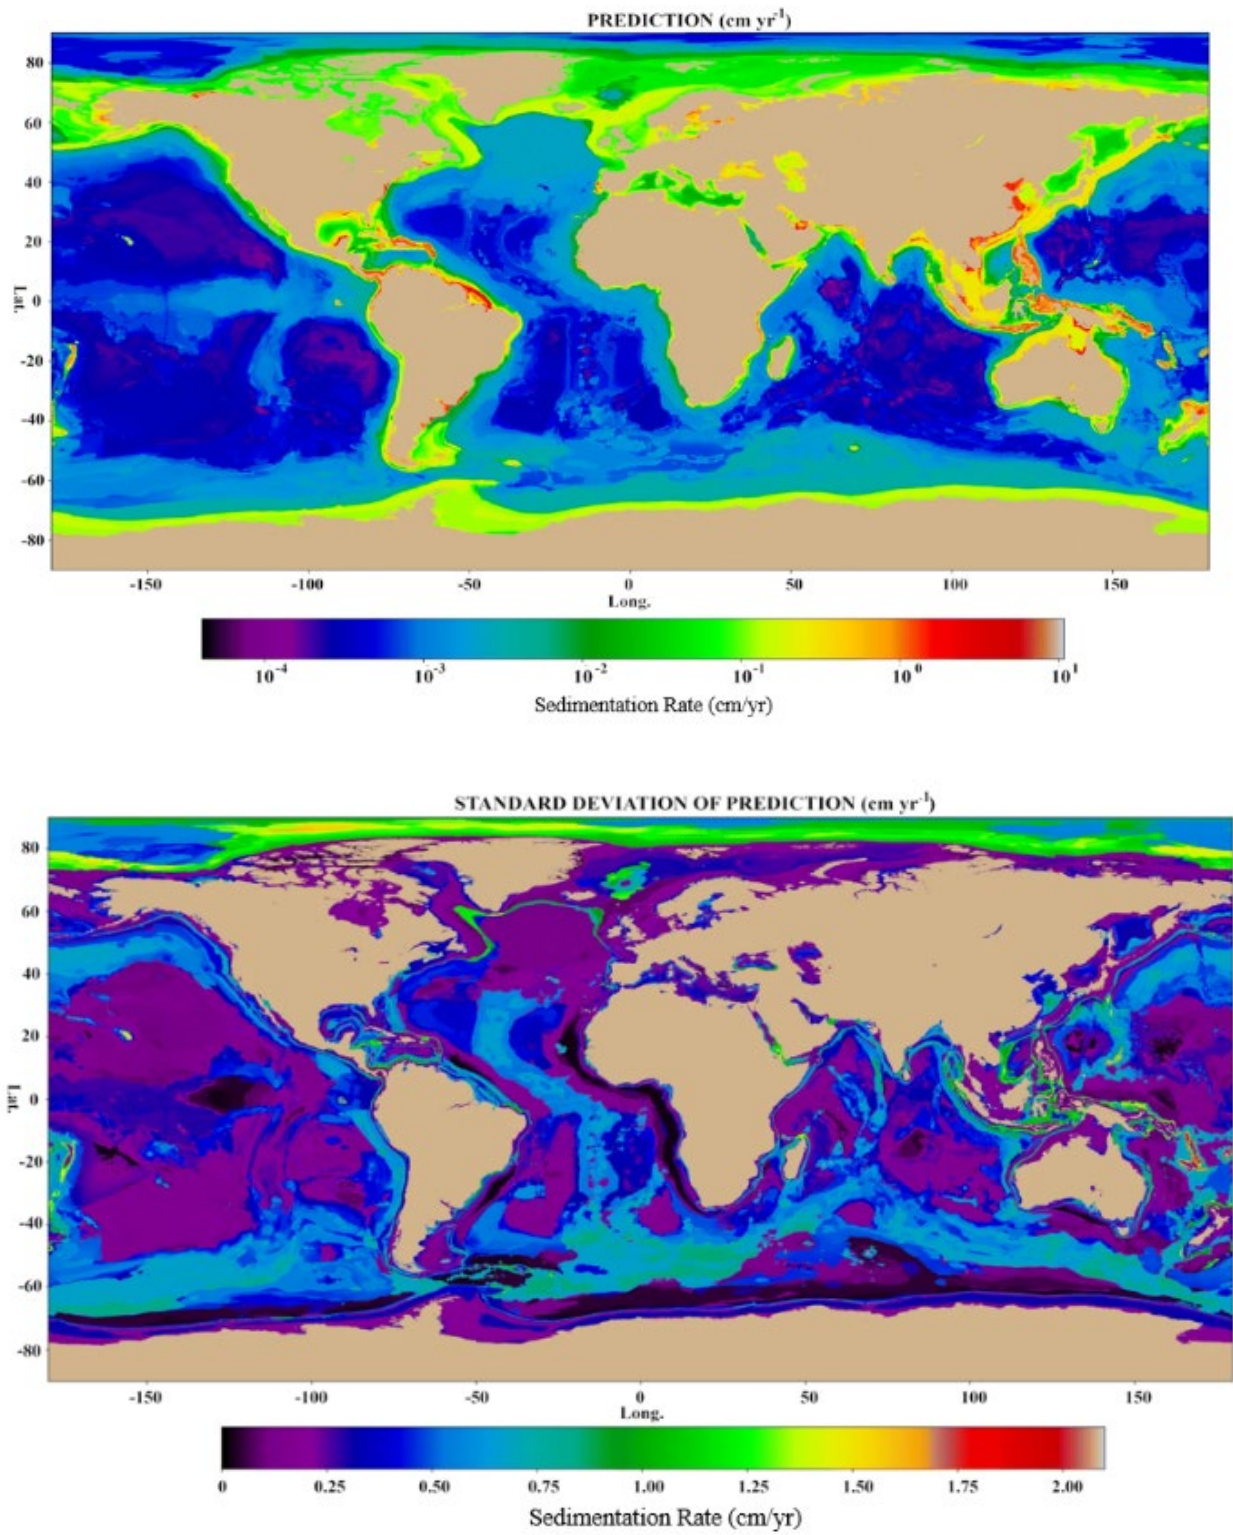 PREDICTION (cm yr-1)
80
60
40
20
0
-20
-40
-60
-80
Lat.
-150 -100 -50 0 50 100 150
Long.
10-4 10-3 10-2 10-1 100 101
Sedimentation Rate (cm/yr)
STANDARD DEVIATION OF PREDICTION (cm yr-1)
80
60
40
20
0
-20
-40
-60
-80
Lat.
-150 -100 -50 0 50 100 150
Long.
0 0.25 0.50 0.75 1.00 1.25 1.50 1.75 2.00
Sedimentation Rate (cm/yr)